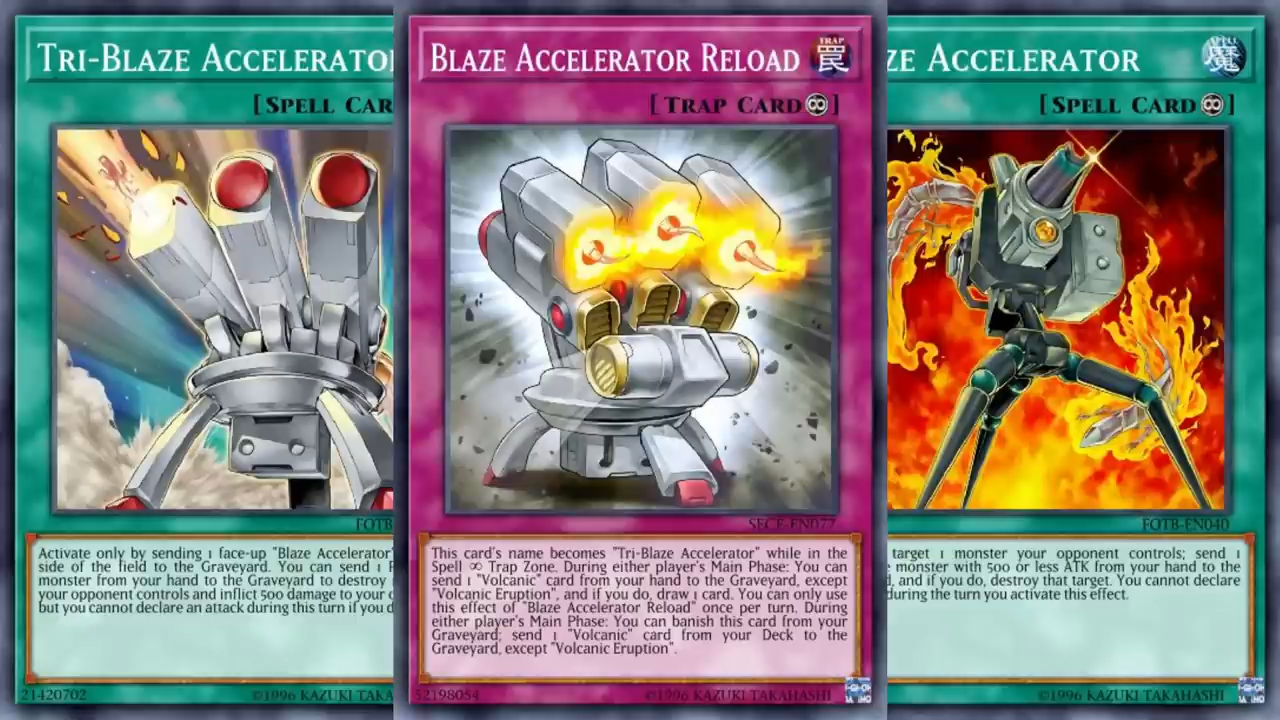 TRI-BLAZE ACCELERATO
[SPELL CAR
FOTB
Activate only by sending 1 face-up "Blaze Accelerator"
side of the field to the Graveyard. You can send 1
monster from your hand to the Graveyard to destroy
your opponent controls and inflict 500 damage to your
but you cannot declare an attack during this turn if you d
21420702
©1996 KAZUKI TAKA
BLAZE ACCELERATOR RELOAD
TRAP
罠
[TRAP CARD∞]
SECE-EN077
This card's name becomes "Tri-Blaze Accelerator" while in the
Spell ∞ Trap Zone. During either player's Main Phase: You can
send 1 "Volcanic" card from your hand to the Graveyard, except
"Volcanic Eruption", and if you do, draw 1 card. You can only use
this effect of "Blaze Accelerator Reload" once per turn. During
either player's Main Phase: You can banish this card from your
Graveyard; send 1 "Volcanic" card from your Deck to the
Graveyard, except "Volcanic Eruption".
52198054
©1996 KAZUKI TAKAHASHI
ZE ACCELERATOR
SPELL
魔
[SPELL CARD∞]
FOTB-EN040
target 1 monster your opponent controls; send 1
monster with 500 or less ATK from your hand to the
, and if you do, destroy that target. You cannot declare
during the turn you activate this effect.
©1996 KAZUKI TAKAHASHI